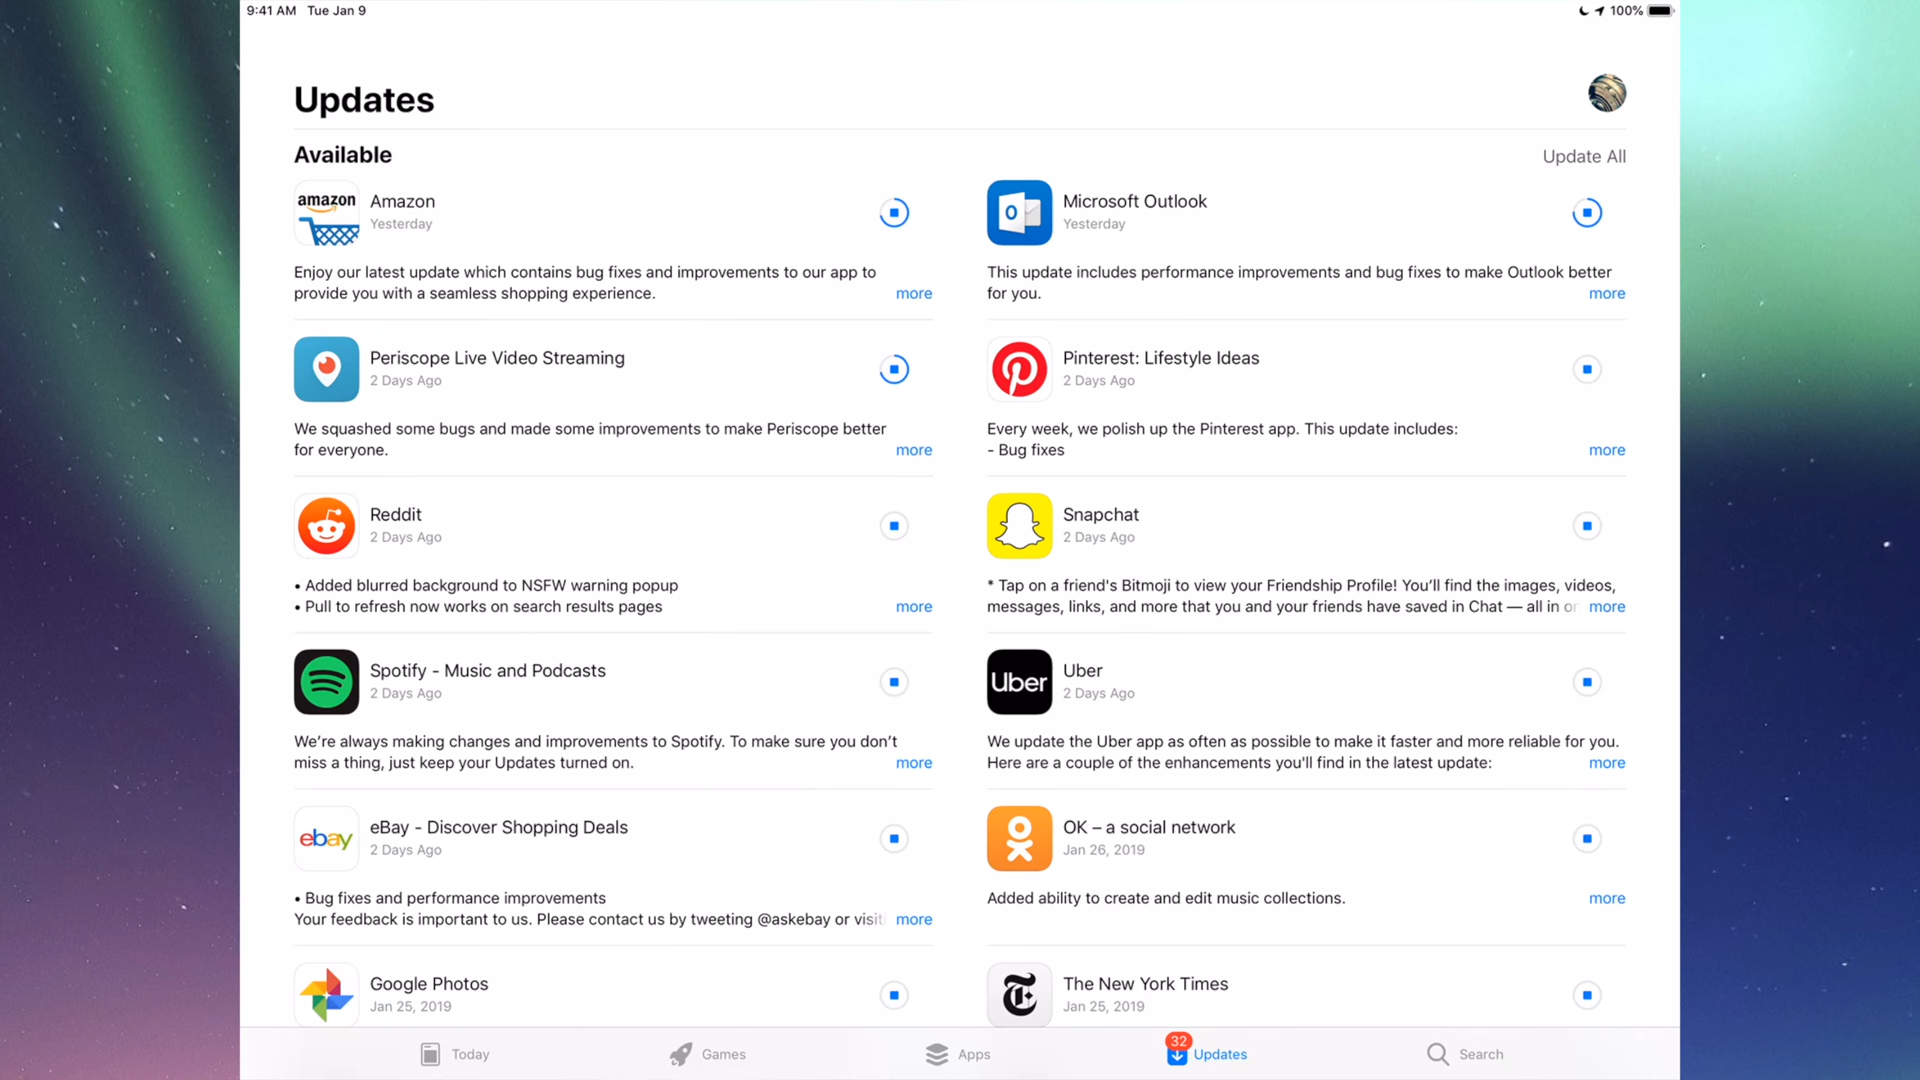 9:41 AM Tue Jan 9
100%
Updates
Available
Update All
amazon
Amazon
Yesterday
Enjoy our latest update which contains bug fixes and improvements to our app to
provide you with a seamless shopping experience.
more
Microsoft Outlook
Yesterday
This update includes performance improvements and bug fixes to make Outlook better
for you.
more
Periscope Live Video Streaming
2 Days Ago
We squashed some bugs and made some improvements to make Periscope better
for everyone.
more
Pinterest: Lifestyle Ideas
2 Days Ago
Every week, we polish up the Pinterest app. This update includes:
- Bug fixes
more
Reddit
2 Days Ago
• Added blurred background to NSFW warning popup
• Pull to refresh now works on search results pages
more
Snapchat
2 Days Ago
* Tap on a friend's Bitmoji to view your Friendship Profile! You'll find the images, videos,
messages, links, and more that you and your friends have saved in Chat — all in or
more
Spotify - Music and Podcasts
2 Days Ago
We're always making changes and improvements to Spotify. To make sure you don't
miss a thing, just keep your Updates turned on.
more
Uber
Uber
2 Days Ago
We update the Uber app as often as possible to make it faster and more reliable for you.
Here are a couple of the enhancements you'll find in the latest update:
more
ebay
eBay - Discover Shopping Deals
2 Days Ago
• Bug fixes and performance improvements
Your feedback is important to us. Please contact us by tweeting @askebay or visiti
more
OK – a social network
Jan 26, 2019
Added ability to create and edit music collections.
more
Google Photos
Jan 25, 2019
The New York Times
Jan 25, 2019
Today
Games
Apps
32
Updates
Search